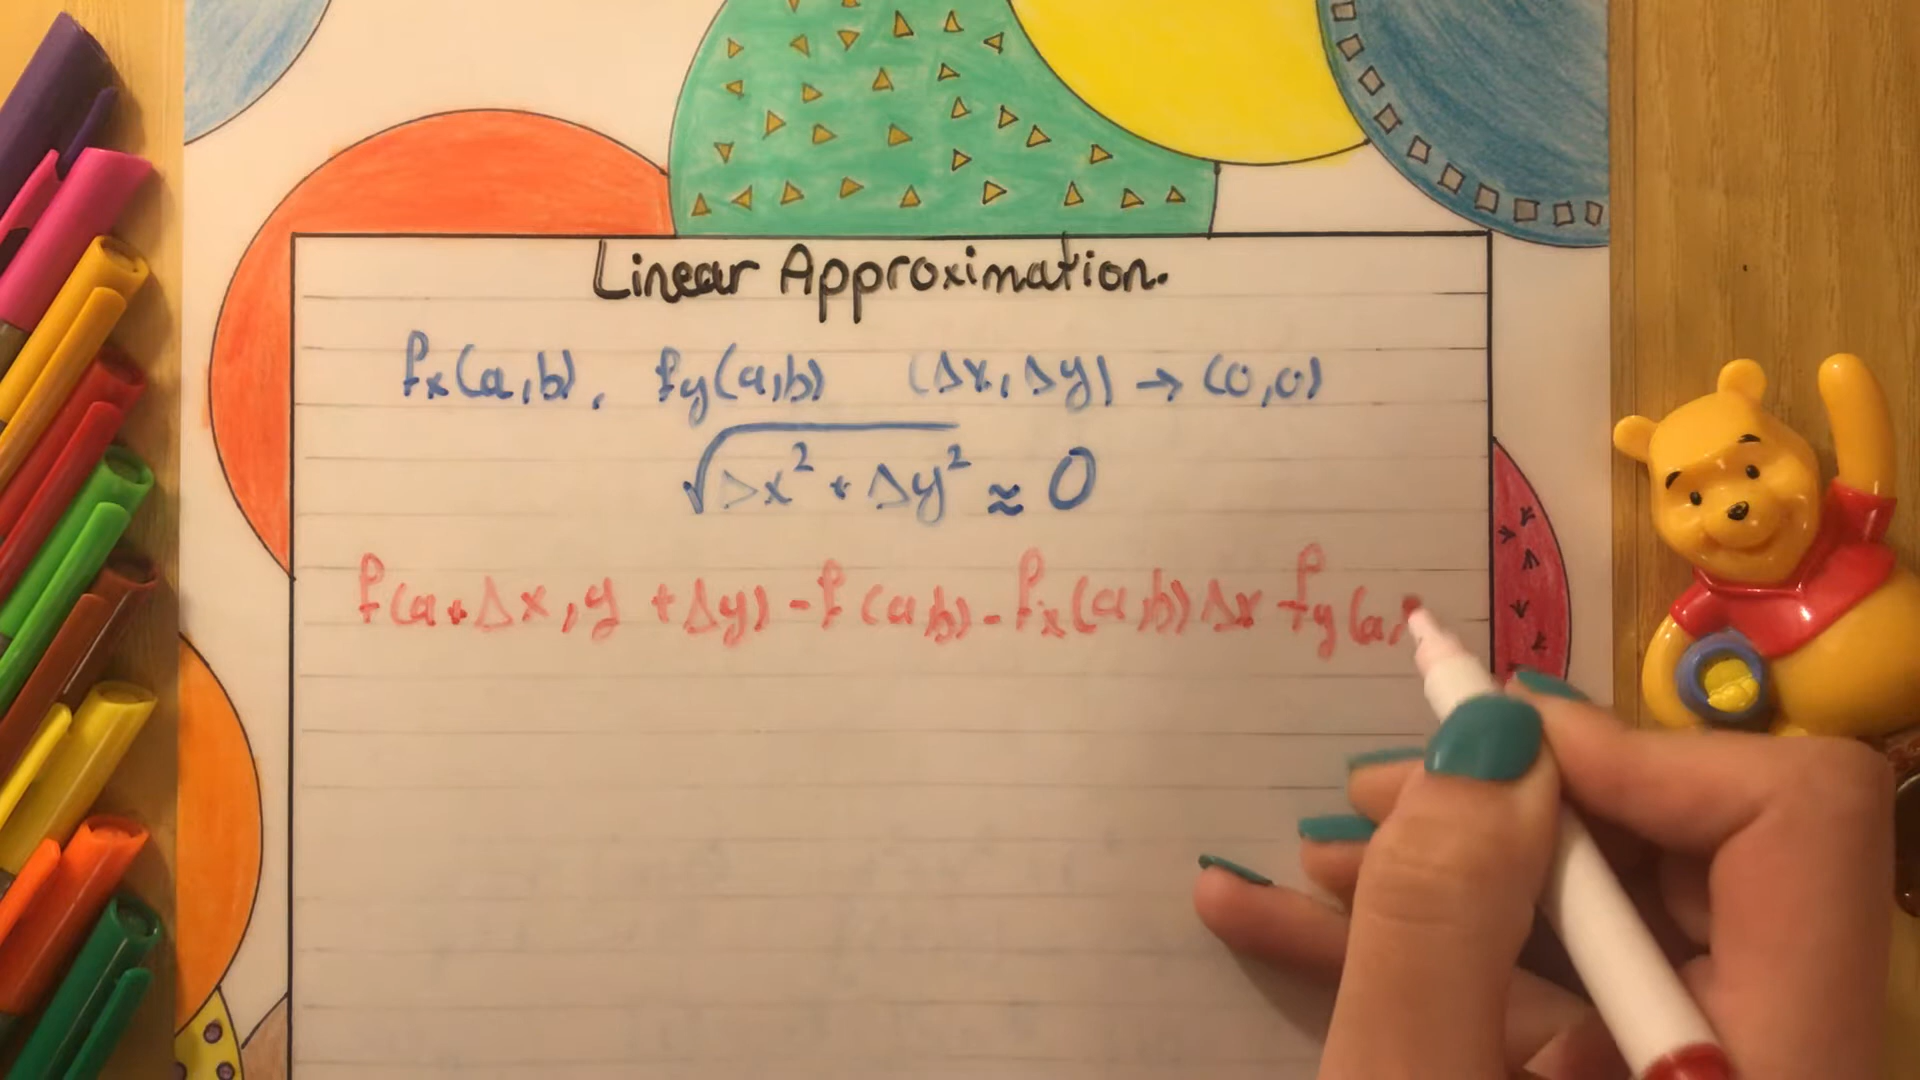 Linear Approximation.
fx(a,b), fy(a,b) (Δx,Δy) → (0,0)
√Δx² + Δy² ≈ 0
f(a+Δx, y +Δy) - f(a,b) - fx(a,b) Δx - fy(a,